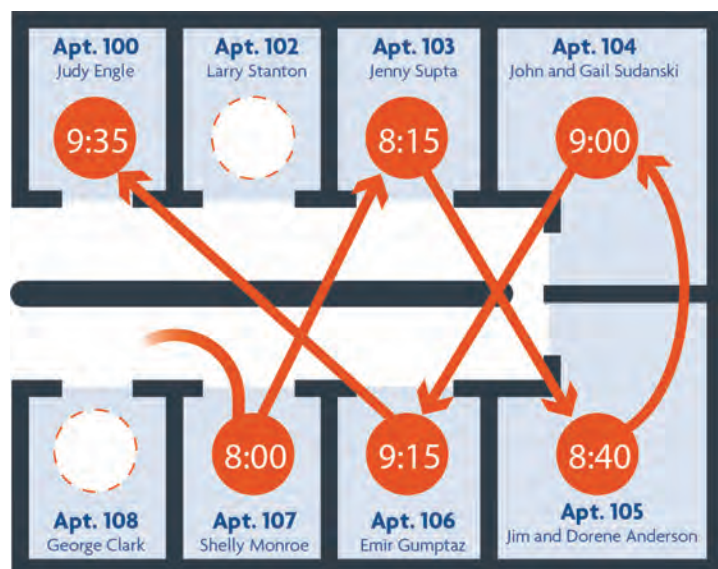 Apt. 100
Judy Engle
9:35
Apt. 102
Larry Stanton
Apt. 103
Jenny Supta
8:15
Apt. 104
John and Gail Sudanski
9:00
Apt. 108
George Clark
8:00
Apt. 107
Shelly Monroe
9:15
Apt. 106
Emir Gumptaz
8:40
Apt. 105
Jim and Dorene Anderson